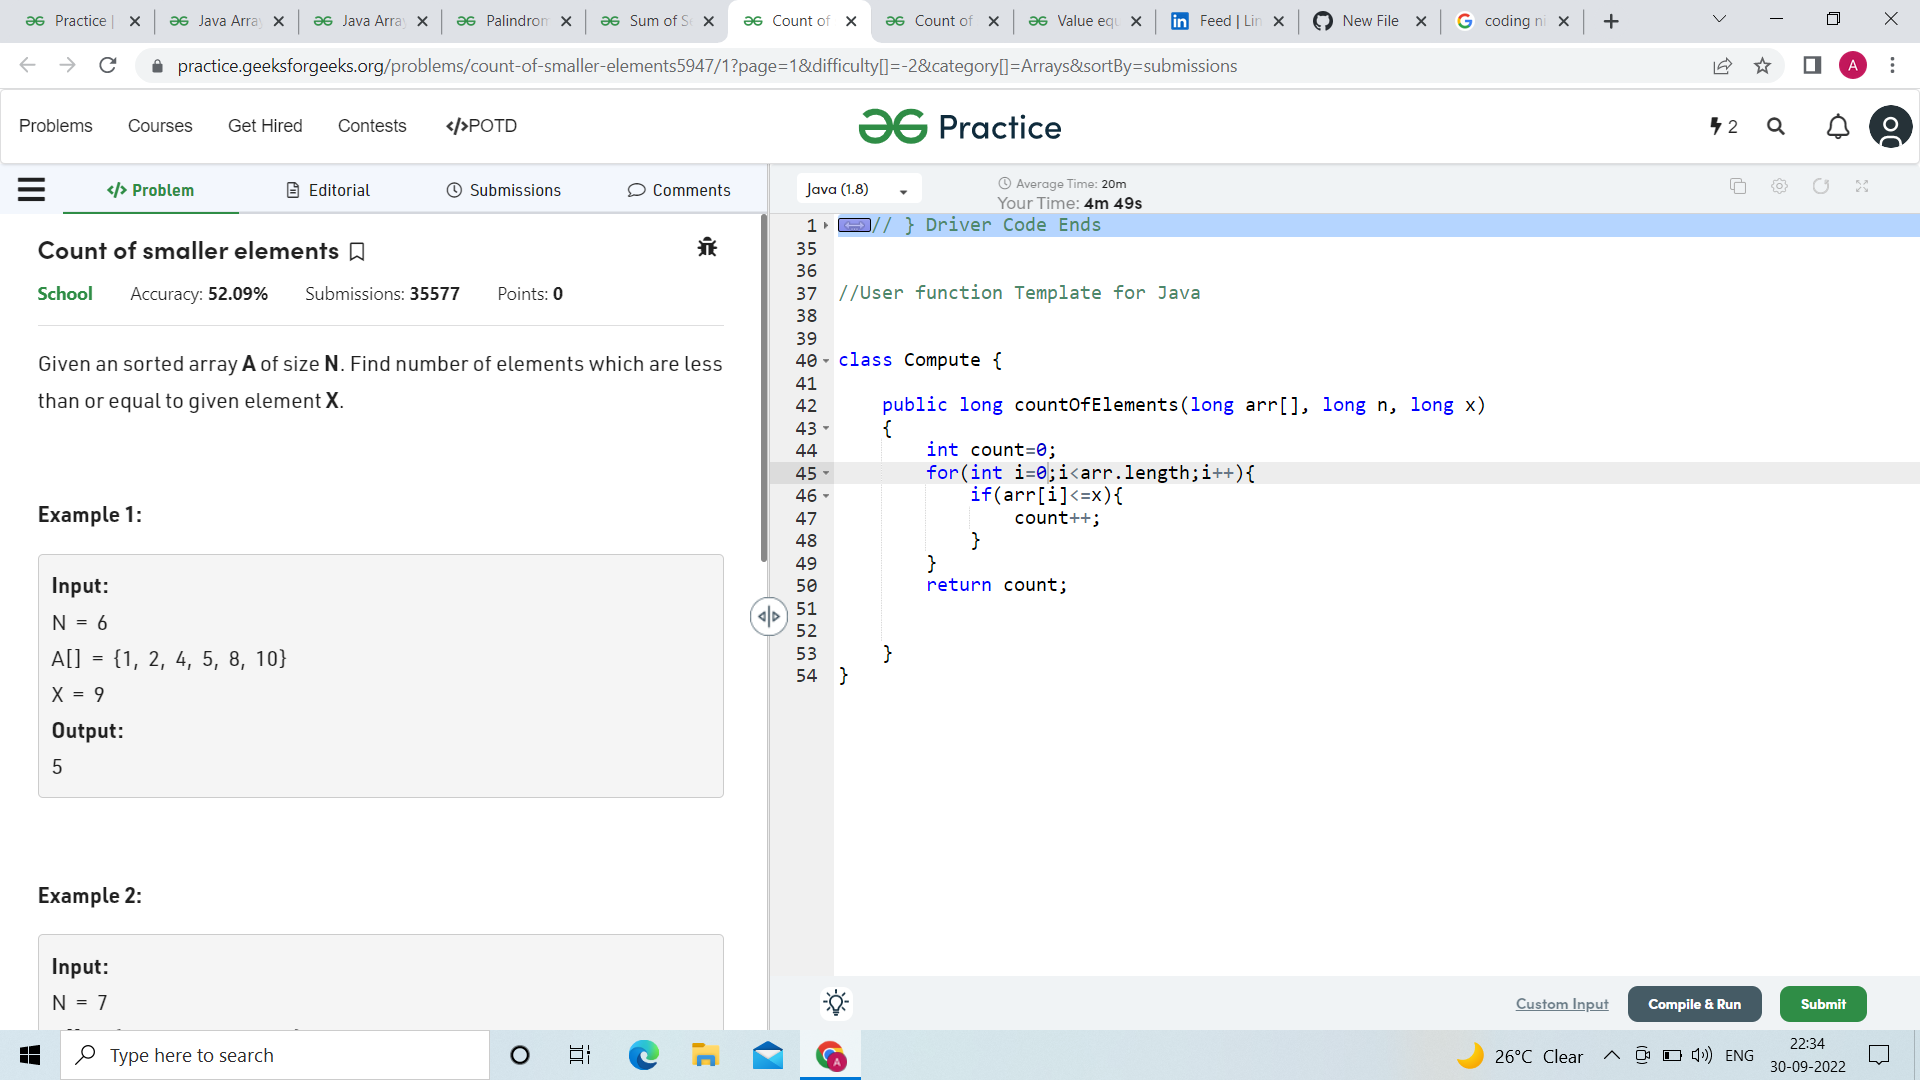 Practice |
Java Array
Java Array
Palindrom
Sum of Se
Count of
Count of
Value equ
Feed | Lin
New File
coding ni
practice.geeksforgeeks.org/problems/count-of-smaller-elements5947/1?page=1&difficulty[]=-2&category[]=Arrays&sortBy=submissions
A
Problems
Courses
Get Hired
Contests
</>POTD
Practice
2
</> Problem
Editorial
Submissions
Comments
Java (1.8)
Average Time: 20m
Your Time: 4m 49s
Count of smaller elements
School
Accuracy: 52.09%
Submissions: 35577
Points: 0
Given an sorted array A of size N. Find number of elements which are less
than or equal to given element X.
Example 1:
Input:
N = 6
A[] = {1, 2, 4, 5, 8, 10}
X = 9
Output:
5
Example 2:
Input:
N = 7
1 // } Driver Code Ends
35
36
37 //User function Template for Java
38
39
40 class Compute {
41
42 public long countOfElements(long arr[], long n, long x)
43 {
44 int count=0;
45 for(int i=0;i<arr.length;i++){
46 if(arr[i]<=x){
47 count++;
48 }
49 }
50 return count;
51
52
53 }
54 }
Custom Input
Compile & Run
Submit
Type here to search
A
26°C Clear
ENG
22:34
30-09-2022